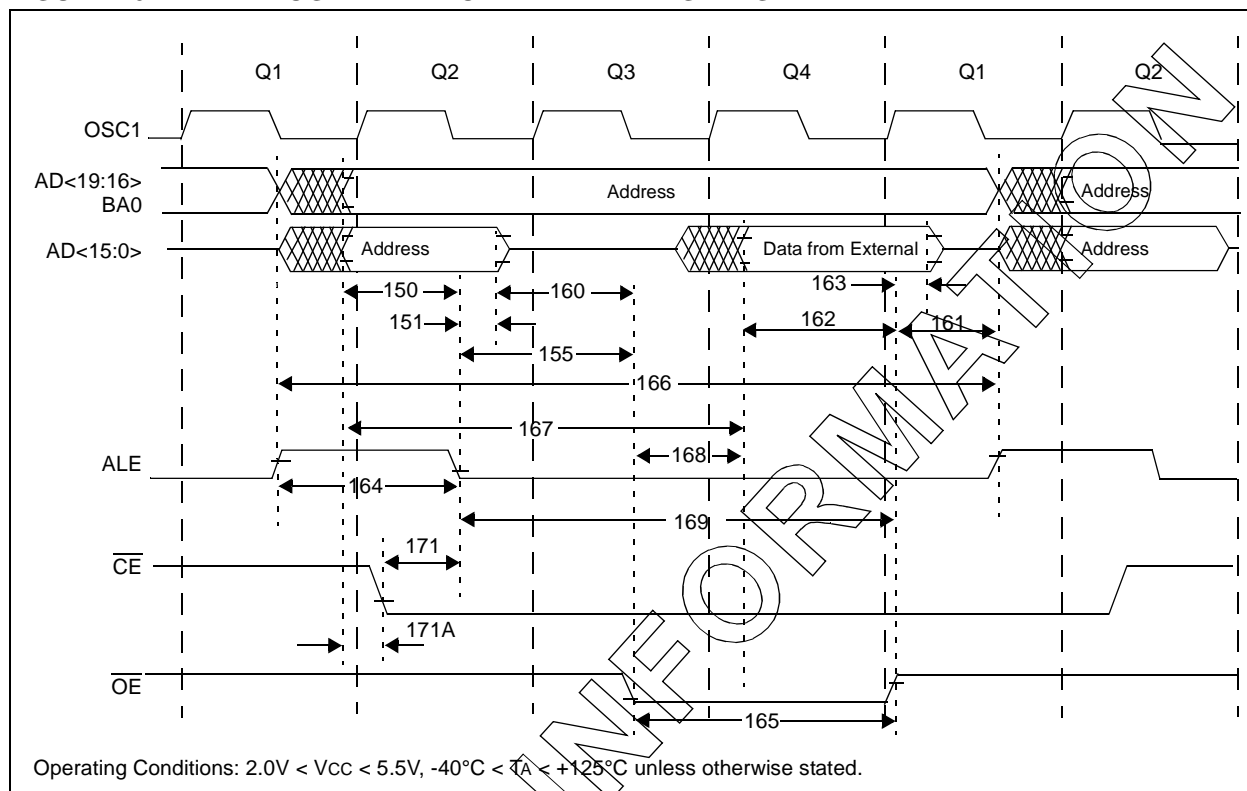 Q1 Q2 Q3 Q4 Q1 Q2
OSC1
AD<19:16>
BA0
Address
Address
AD<15:0>
Address
Data from External
Address
150
160
163
151
162
161
155
166
167
168
ALE
164
169
171
CE
171A
OE
165
INFORMATION
Operating Conditions: 2.0V < VCC < 5.5V, -40°C < TA < +125°C unless otherwise stated.